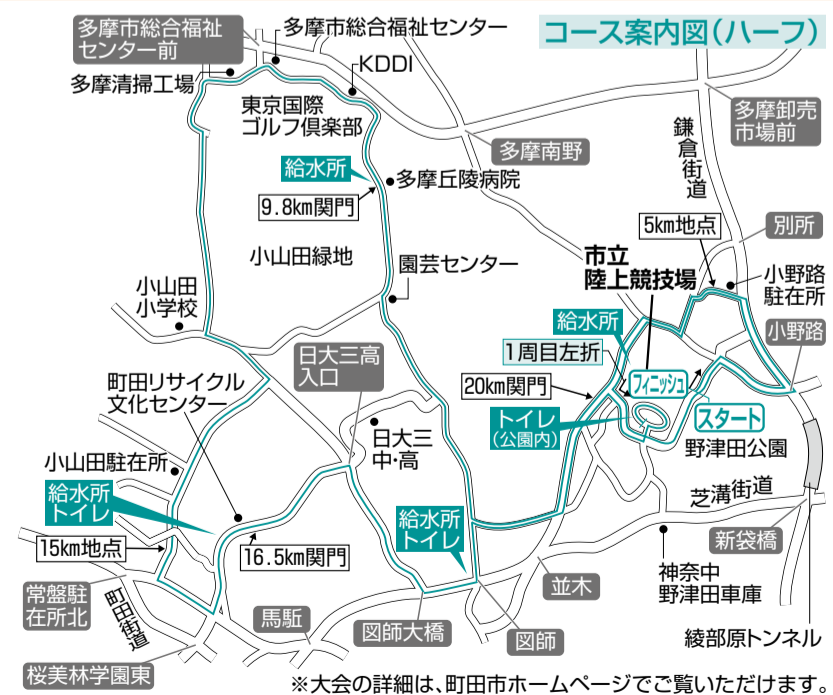 コース案内図(ハーフ)
多摩市総合福祉
センター前
多摩市総合福祉センター
多摩清掃工場
KDDI
東京国際
ゴルフ倶楽部
多摩卸売
市場前
多摩南野
鎌倉街道
給水所
多摩丘陵病院
9.8km関門
5km地点
別所
小山田緑地
園芸センター
市立
陸上競技場
小野路
駐在所
小山田
小学校
給水所
小野路
1周目左折
日大三高
入口
町田リサイクル
文化センター
20km関門
フィニッシュ
スタート
トイレ
(公園内)
野津田公園
日大三
中・高
小山田駐在所
芝溝街道
給水所
トイレ
給水所
トイレ
新袋橋
15km地点
16.5km関門
神奈中
野津田車庫
常盤駐
在所北
町田街道
並木
馬駈
図師大橋
図師
綾部原トンネル
桜美林学園東
※大会の詳細は、町田市ホームページでご覧いただけます。